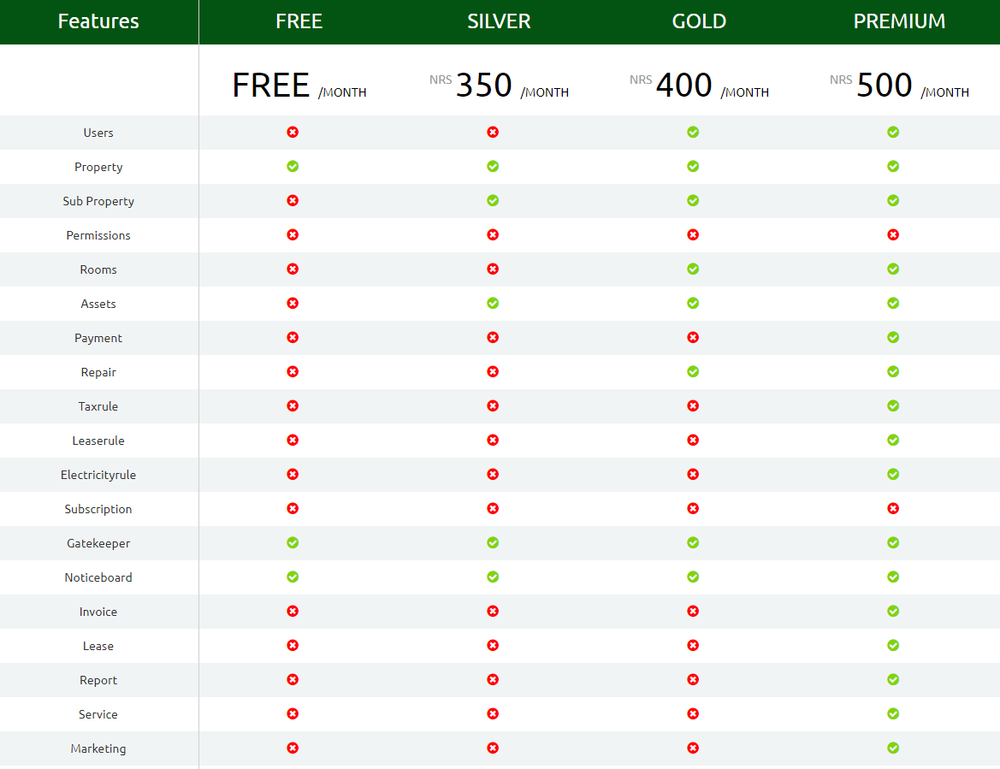 Features FREE SILVER GOLD PREMIUM
FREE /MONTH NRS 350 /MONTH NRS 400 /MONTH NRS 500 /MONTH
Users
Property
Sub Property
Permissions
Rooms
Assets
Payment
Repair
Taxrule
Leaserule
Electricityrule
Subscription
Gatekeeper
Noticeboard
Invoice
Lease
Report
Service
Marketing